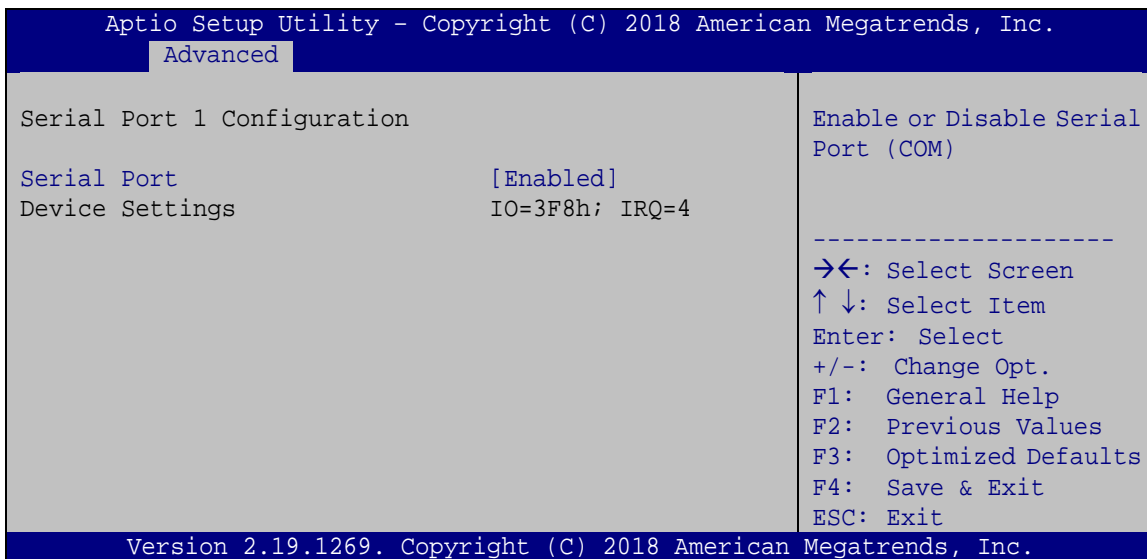 Aptio Setup Utility – Copyright (C) 2018 American Megatrends, Inc.
Advanced
Serial Port 1 Configuration
Serial Port [Enabled]
Device Settings IO=3F8h; IRQ=4
Enable or Disable Serial
Port (COM)
----------------------
→←: Select Screen
↑ ↓: Select Item
Enter: Select
+/-: Change Opt.
F1: General Help
F2: Previous Values
F3: Optimized Defaults
F4: Save & Exit
ESC: Exit
Version 2.19.1269. Copyright (C) 2018 American Megatrends, Inc.